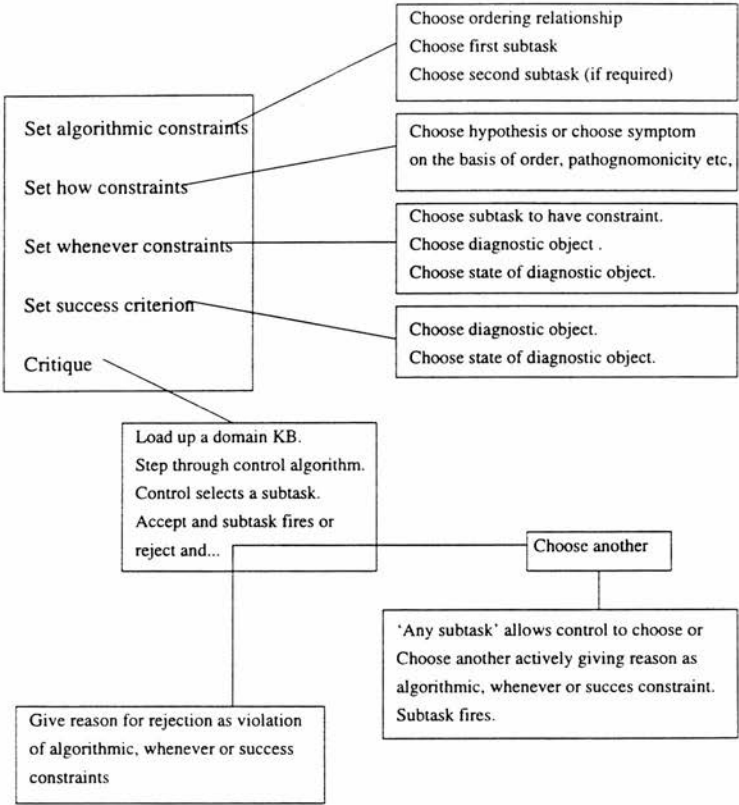 Choose ordering relationship
Choose first subtask
Choose second subtask (if required)
Set algorithmic constraints
Set how constraints
Set whenever constraints
Set success criterion
Critique
Choose hypothesis or choose symptom
on the basis of order, pathognomonicity etc,
Choose subtask to have constraint.
Choose diagnostic object .
Choose state of diagnostic object.
Choose diagnostic object.
Choose state of diagnostic object.
Load up a domain KB.
Step through control algorithm.
Control selects a subtask.
Accept and subtask fires or
reject and...
Choose another
‘Any subtask’ allows control to choose or
Choose another actively giving reason as
algorithmic, whenever or succes constraint.
Subtask fires.
Give reason for rejection as violation
of algorithmic, whenever or success
constraints